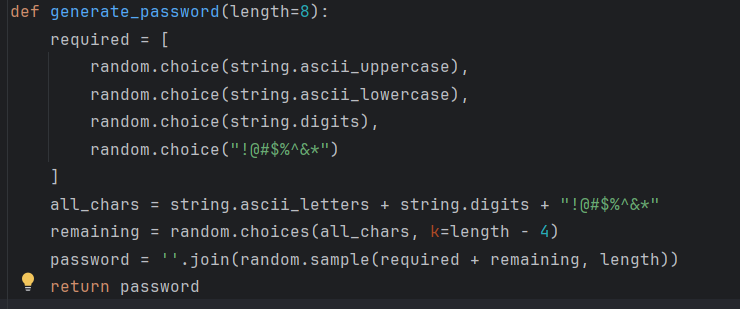 def generate_password(length=8):
    required = [
        random.choice(string.ascii_uppercase),
        random.choice(string.ascii_lowercase),
        random.choice(string.digits),
        random.choice("!@#$%^&*")
    ]
    all_chars = string.ascii_letters + string.digits + "!@#$%^&*"
    remaining = random.choices(all_chars, k=length - 4)
    password = ''.join(random.sample(required + remaining, length))
    return password